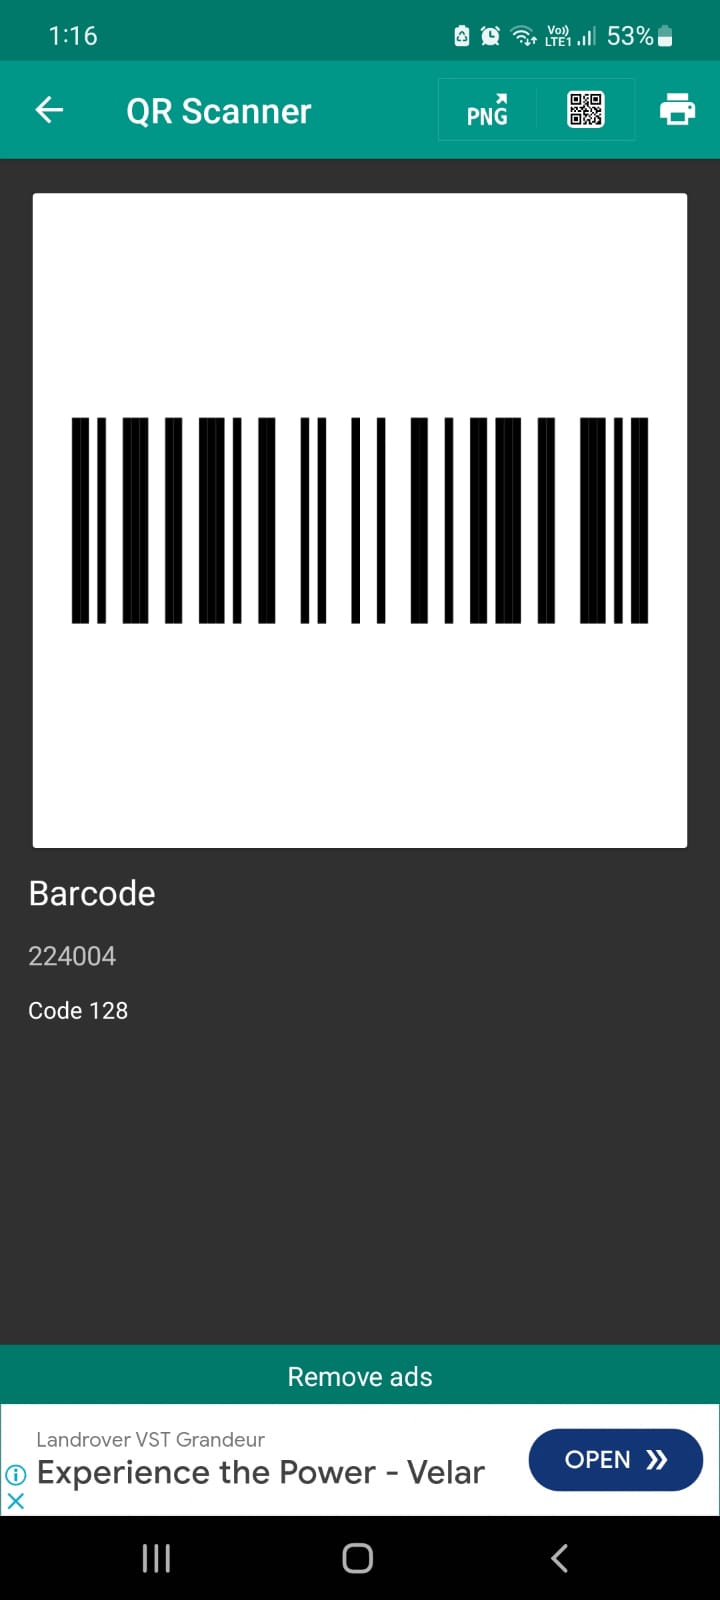 1:16
Vo))
LTE1
53%
QR Scanner
PNG
Barcode
224004
Code 128
Remove ads
Landrover VST Grandeur
Experience the Power - Velar
OPEN